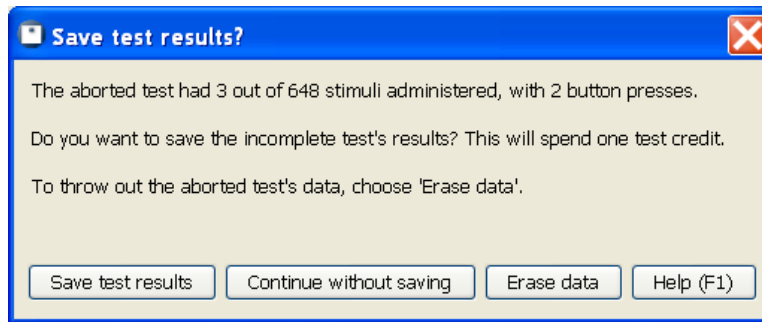 Save test results?
The aborted test had 3 out of 648 stimuli administered, with 2 button presses.
Do you want to save the incomplete test's results? This will spend one test credit.
To throw out the aborted test's data, choose 'Erase data'.
Save test results Continue without saving Erase data Help (F1)